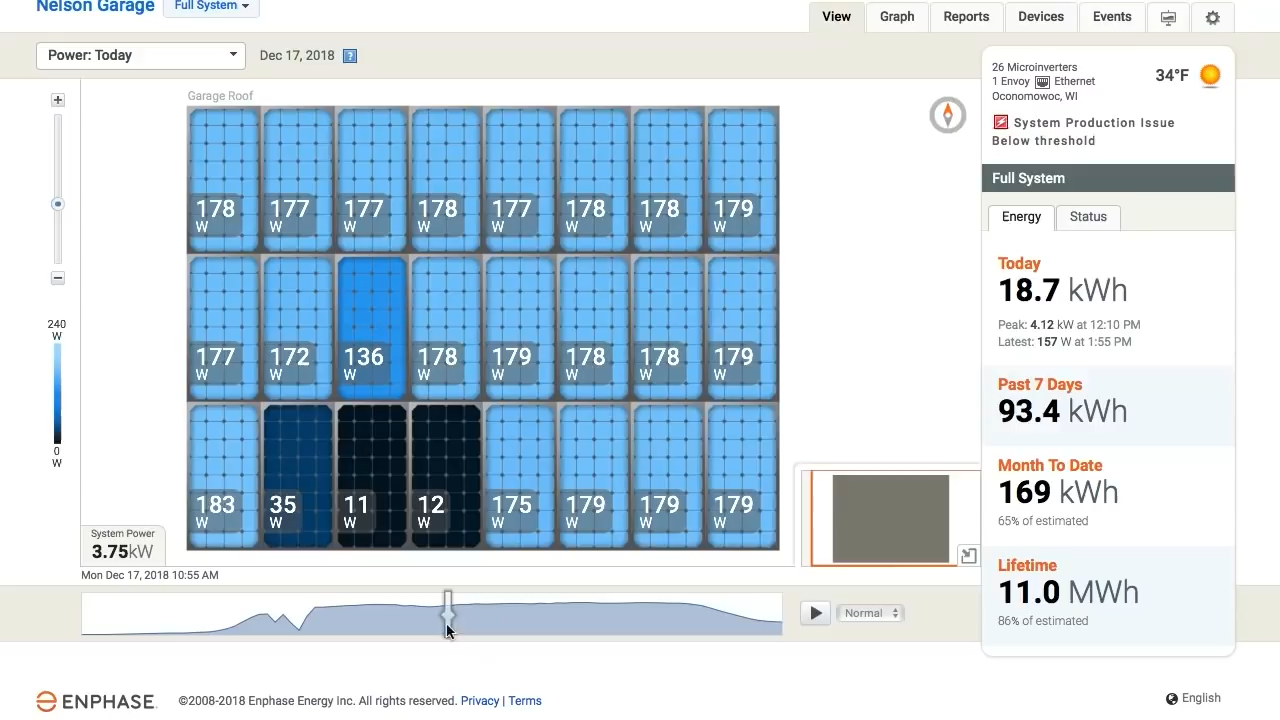 Nelson Garage
Full System
View
Graph
Reports
Devices
Events
Power: Today
Dec 17, 2018
?
26 Microinverters
1 Envoy Ethernet
Oconomowoc, WI
34°F
System Production Issue
Below threshold
Full System
Energy
Status
Today
18.7 kWh
Peak: 4.12 kW at 12:10 PM
Latest: 157 W at 1:55 PM
Past 7 Days
93.4 kWh
Month To Date
169 kWh
65% of estimated
Lifetime
11.0 MWh
86% of estimated
Garage Roof
178 W 177 W 177 W 178 W 177 W 178 W 178 W 179 W
177 W 172 W 136 W 178 W 179 W 178 W 178 W 179 W
183 W 35 W 11 W 12 W 175 W 179 W 179 W 179 W
240
W
0
W
System Power
3.75kW
Mon Dec 17, 2018 10:55 AM
Normal
ENPHASE
©2008-2018 Enphase Energy Inc. All rights reserved. Privacy | Terms
English